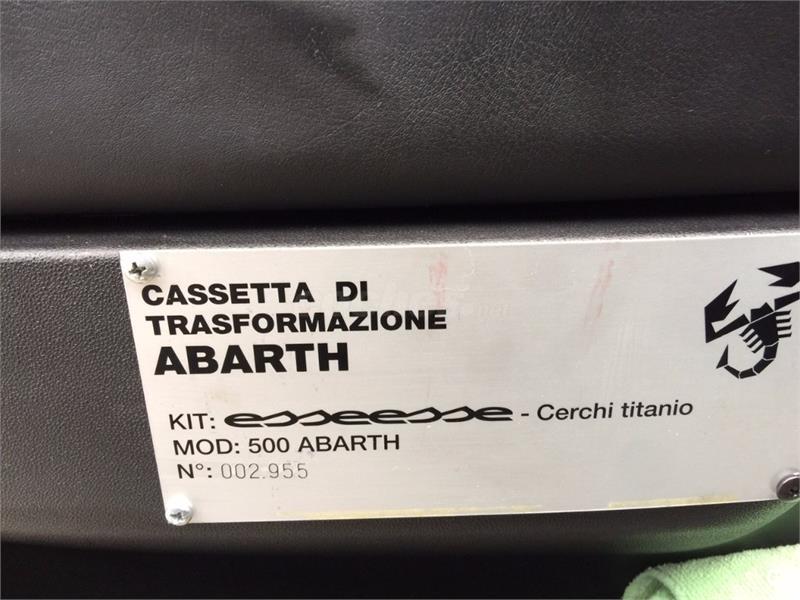 CASSETTA DI
TRASFORMAZIONE
ABARTH
KIT: esseesse - Cerchi titanio
MOD: 500 ABARTH
N°: 002.955